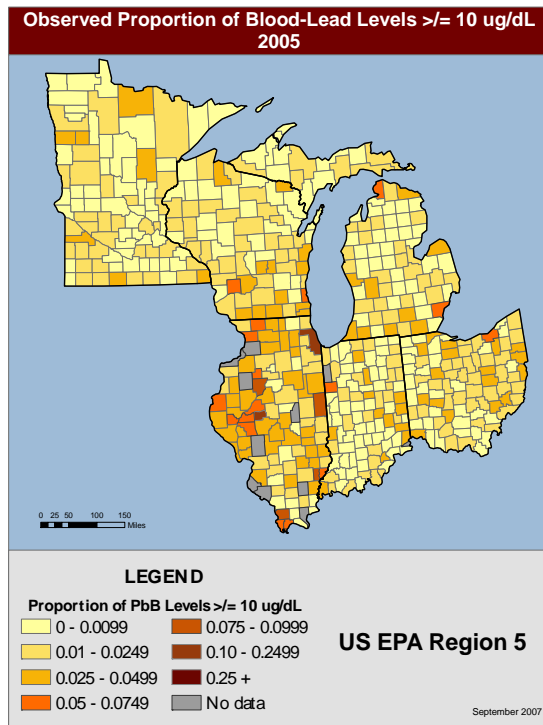 Observed Proportion of Blood-Lead Levels >/= 10 ug/dL
2005
0 25 50 100 150
Miles
LEGEND
Proportion of PbB Levels >/= 10 ug/dL
0 - 0.0099
0.01 - 0.0249
0.025 - 0.0499
0.05 - 0.0749
0.075 - 0.0999
0.10 - 0.2499
0.25 +
No data
US EPA Region 5
September 2007